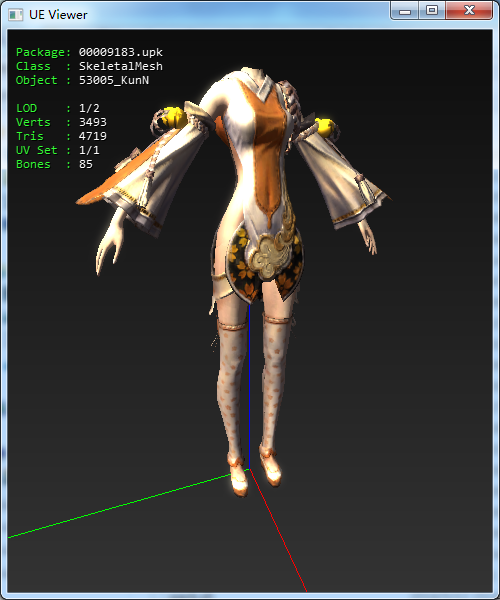 UE Viewer
Package: 00009183.upk
Class : SkeletalMesh
Object : 53005_KunN
LOD : 1/2
Verts : 3493
Tris : 4719
UV Set : 1/1
Bones : 85